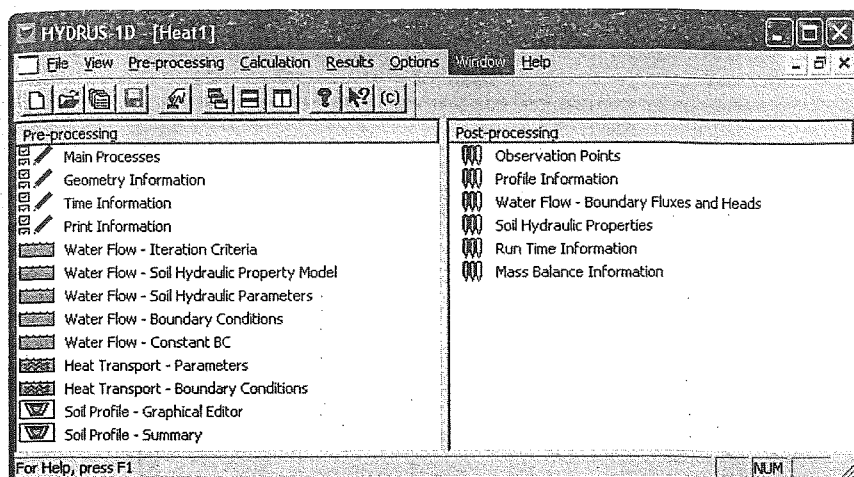 HYDRUS-1D - [Heat1]
File View Pre-processing Calculation Results Options Window Help
? ? (c)
Pre-processing
Main Processes
Geometry Information
Time Information
Print Information
Water Flow - Iteration Criteria
Water Flow - Soil Hydraulic Property Model
Water Flow - Soil Hydraulic Parameters
Water Flow - Boundary Conditions
Water Flow - Constant BC
Heat Transport - Parameters
Heat Transport - Boundary Conditions
Soil Profile - Graphical Editor
Soil Profile - Summary
Post-processing
Observation Points
Profile Information
Water Flow - Boundary Fluxes and Heads
Soil Hydraulic Properties
Run Time Information
Mass Balance Information
For Help, press F1
NUM